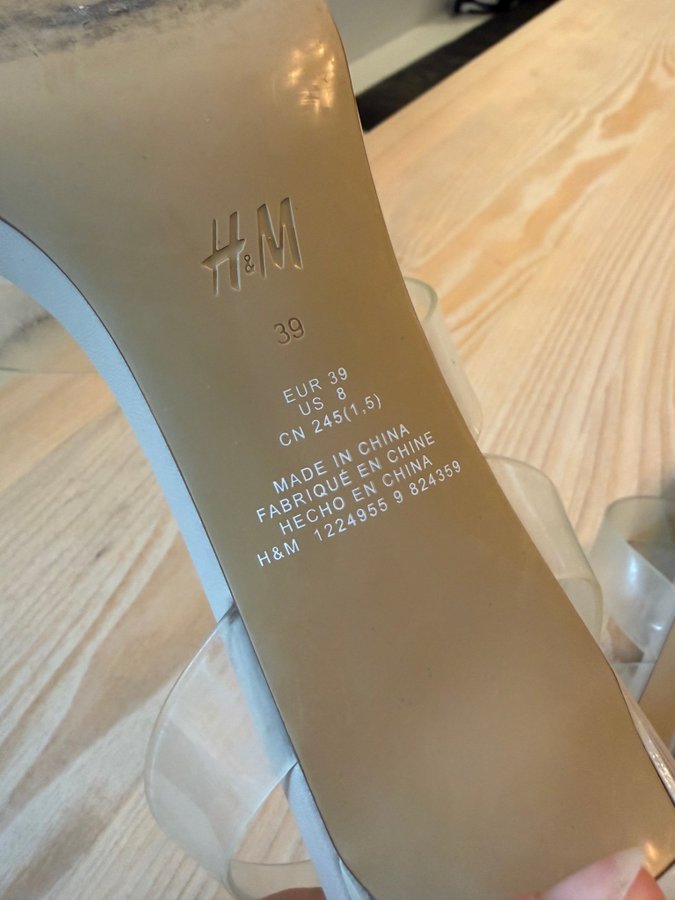 H&M
39
EUR 39
US 8
CN 245(1,5)
MADE IN CHINA
FABRIQUÉ EN CHINE
HECHO EN CHINA
H&M 1224955 9 824359